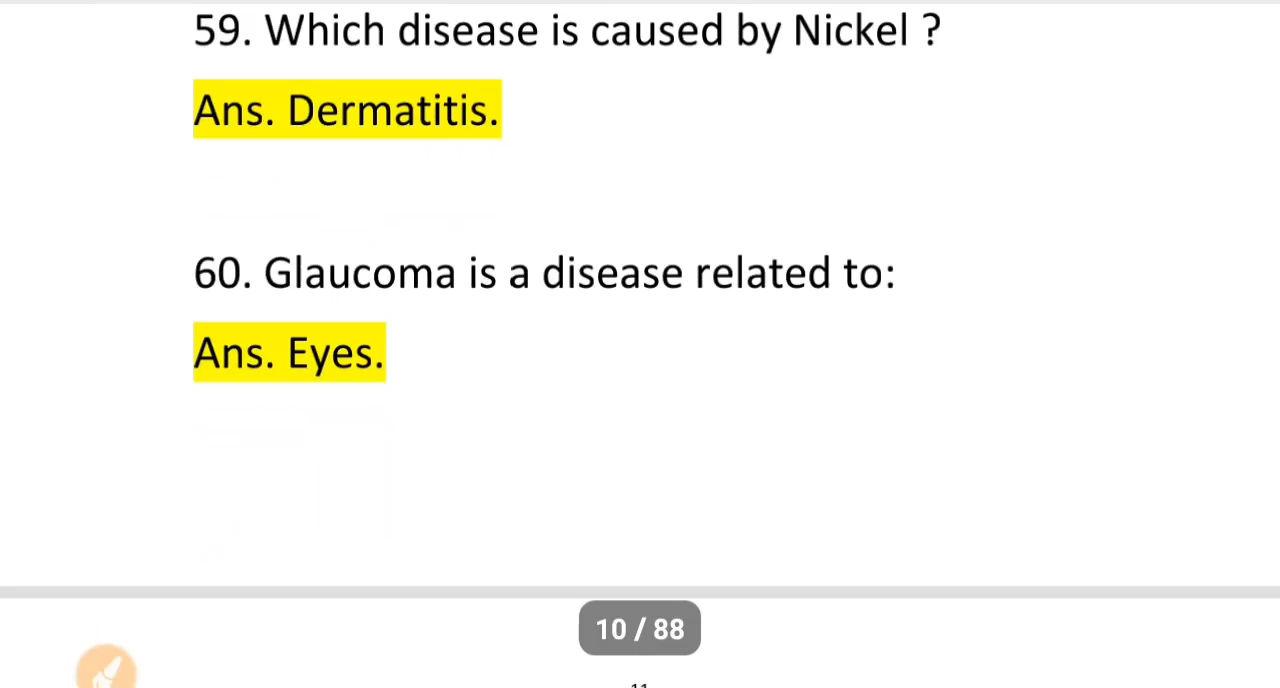 59. Which disease is caused by Nickel ?
Ans. Dermatitis.
60. Glaucoma is a disease related to:
Ans. Eyes.
10 / 88